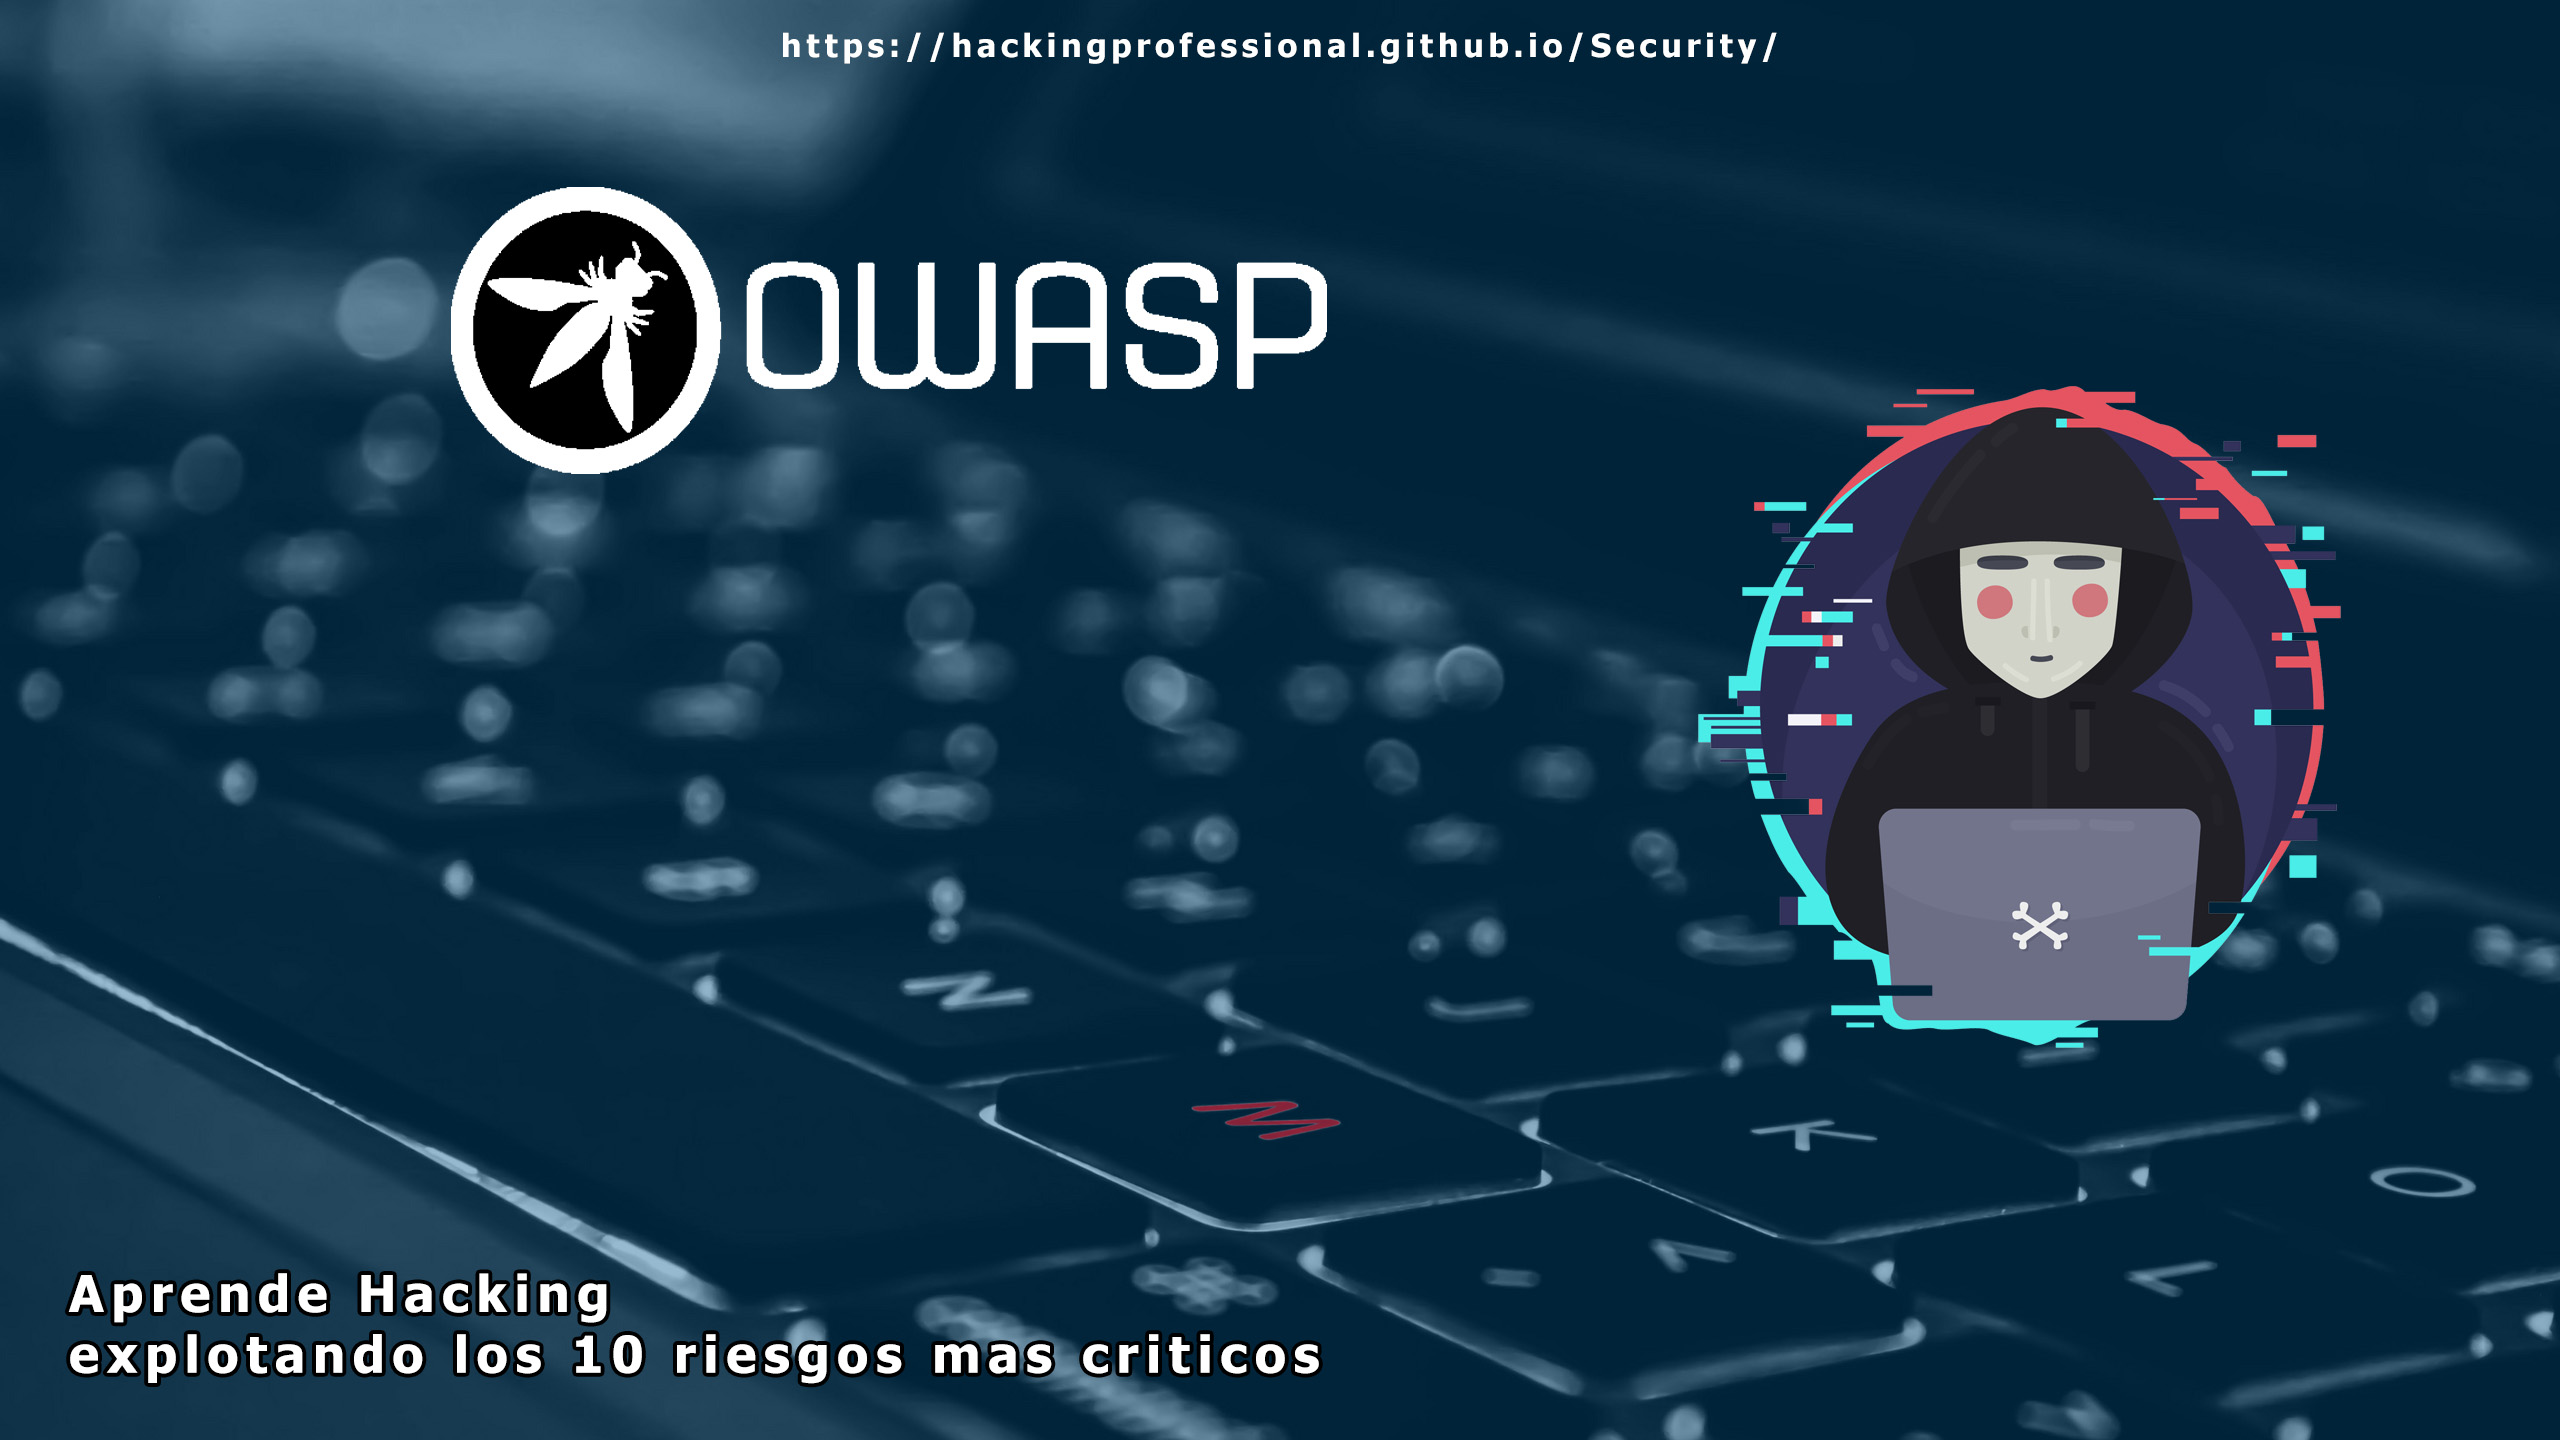 https://hackingprofessional.github.io/Security/
OWASP
Aprende Hacking
explotando los 10 riesgos mas criticos